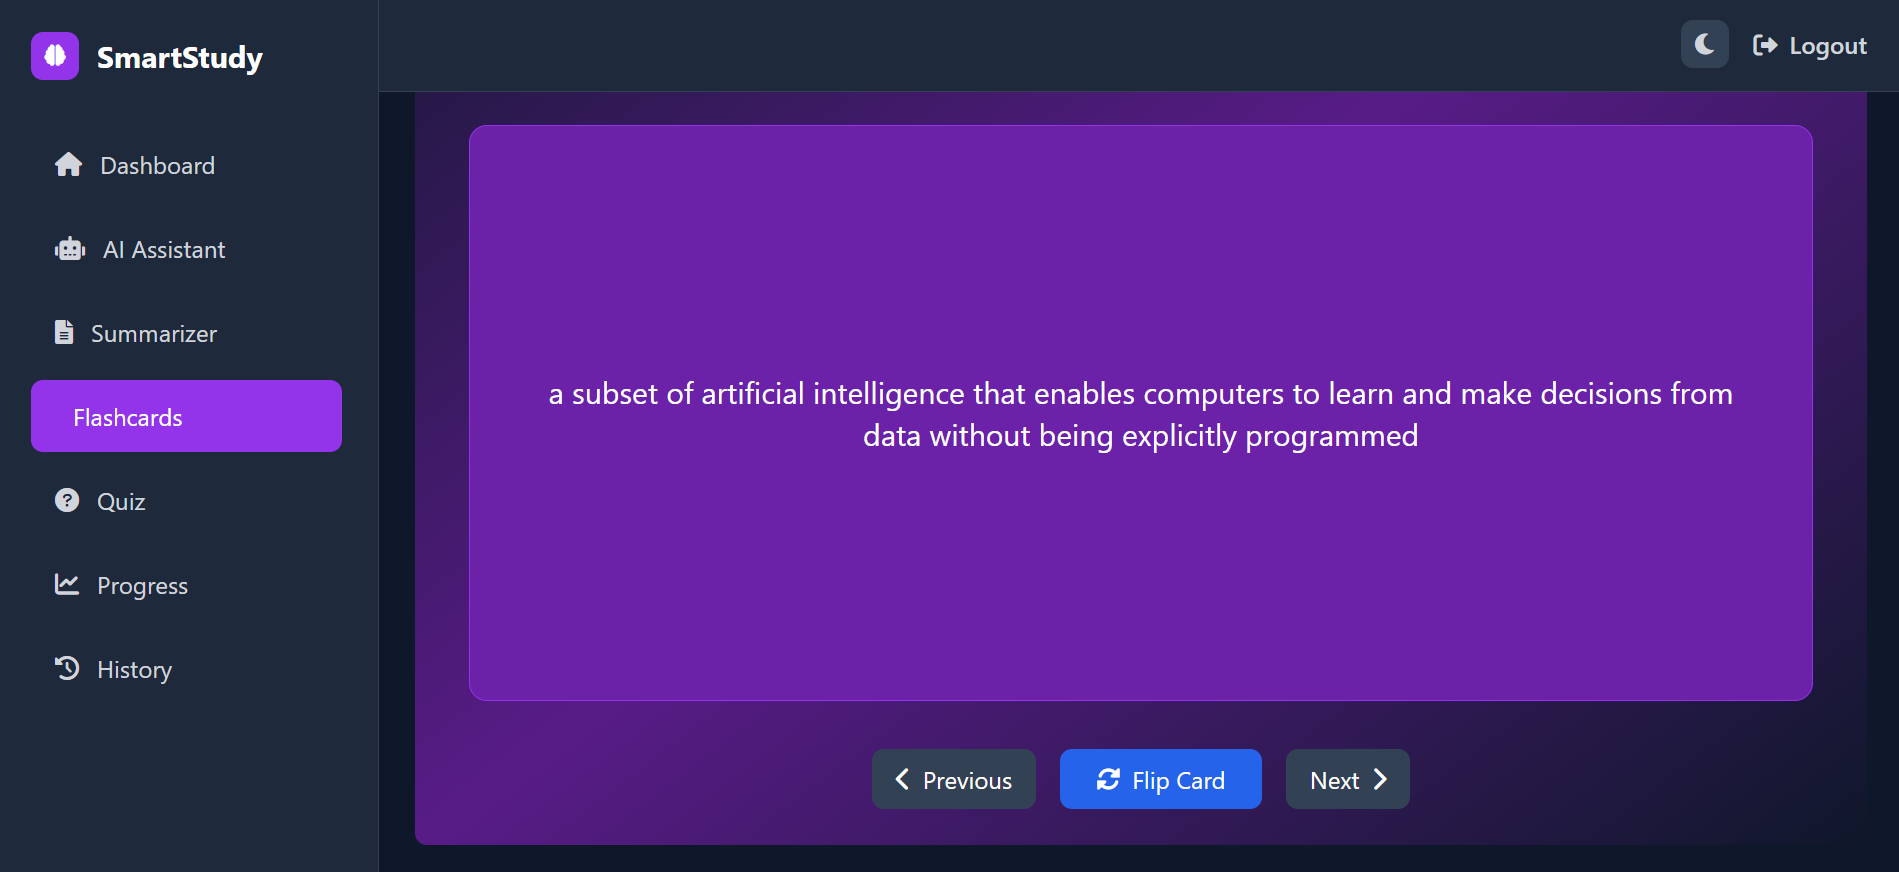 SmartStudy
Dashboard
AI Assistant
Summarizer
Flashcards
Quiz
Progress
History
Logout
a subset of artificial intelligence that enables computers to learn and make decisions from
data without being explicitly programmed
Previous
Flip Card
Next